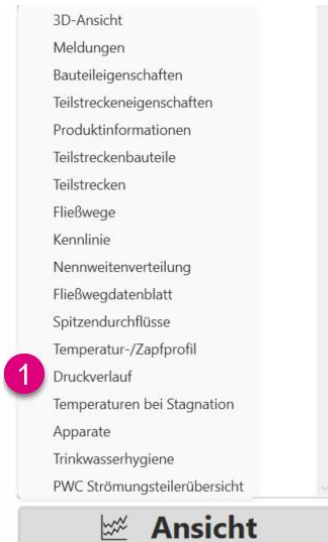 3D-Ansicht
Meldungen
Bauteileigenschaften
Teilstreckeneigenschaften
Produktinformationen
Teilstreckenbauteile
Teilstrecken
Fließwege
Kennlinie
Nennweitenverteilung
Fließwegdatenblatt
Spitzendurchflüsse
Temperatur-/Zapfprofil
1 Druckverlauf
Temperaturen bei Stagnation
Apparate
Trinkwasserhygiene
PWC Strömungsteilerübersicht
Ansicht